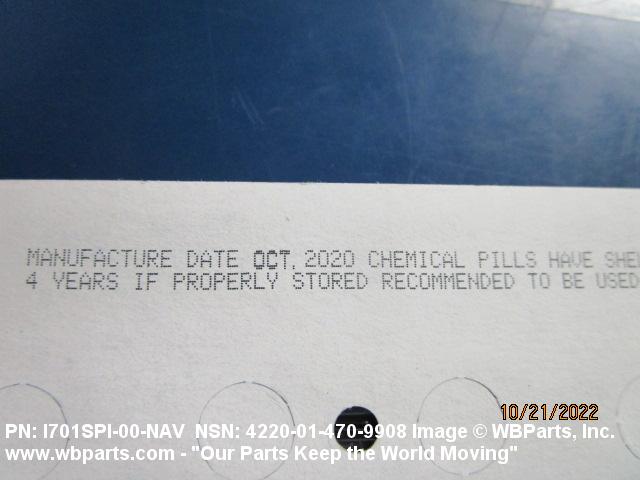 MANUFACTURE DATE OCT. 2020 CHEMICAL PILLS HAVE
4 YEARS IF PROPERLY STORED RECOMMENDED TO BE USED
10/21/2022
PN: I701SPI-00-NAV NSN: 4220-01-470-9908 Image © WBParts, Inc.
www.wbparts.com - "Our Parts Keep the World Moving"